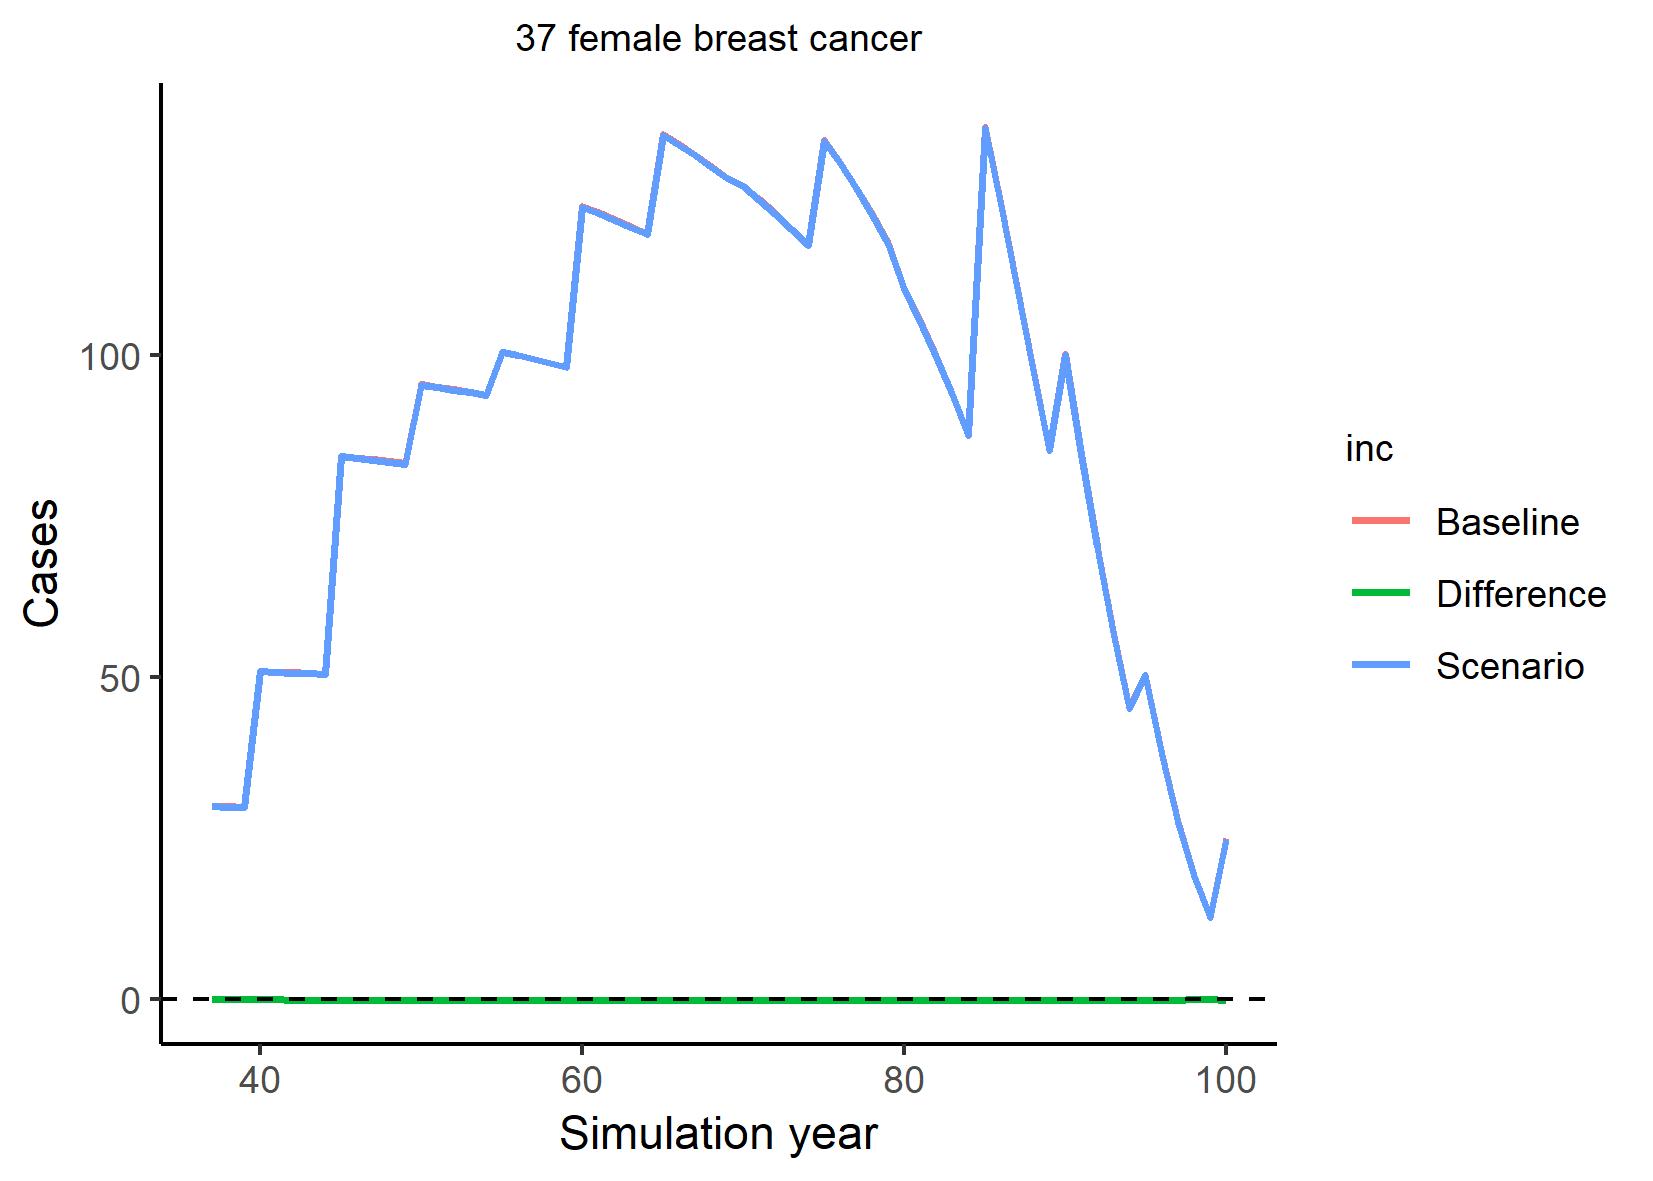 37 female breast cancer
Cases
100
50
0
40 60 80 100
Simulation year
inc
Baseline
Difference
Scenario